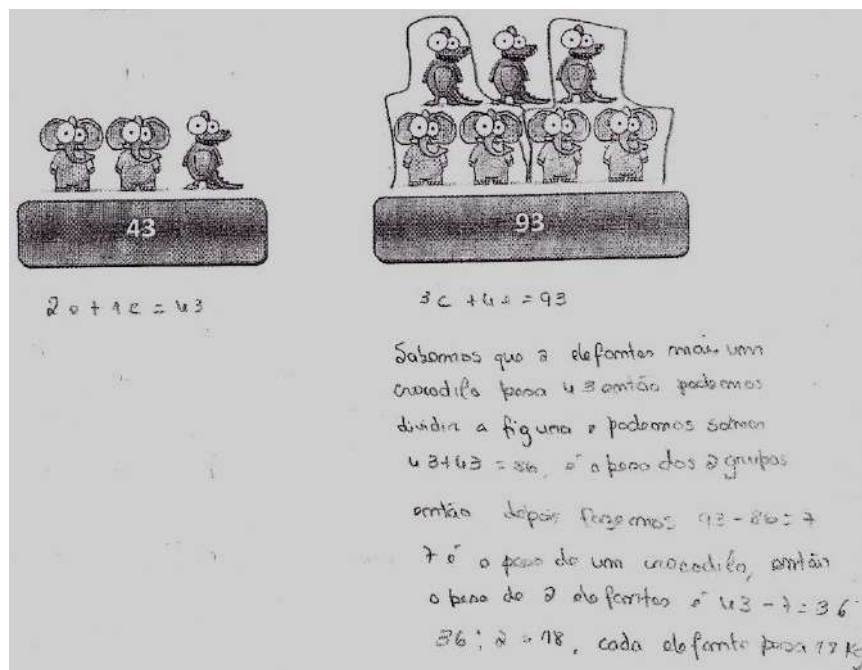 43
93
2e + 1c = 43
3c + 4e = 93
Sabemos que 2 elefantes mais um
crocodilo pesa 43 então podemos
dividir a figura e podemos somar
43+43 = 86, é o peso dos 2 grupos
então depois fazemos 93 - 86 = 7
7 é o peso de um crocodilo, então
o peso de 2 elefantes é 43 - 7 = 36
36 : 2 = 18, cada elefante pesa 18 Kg